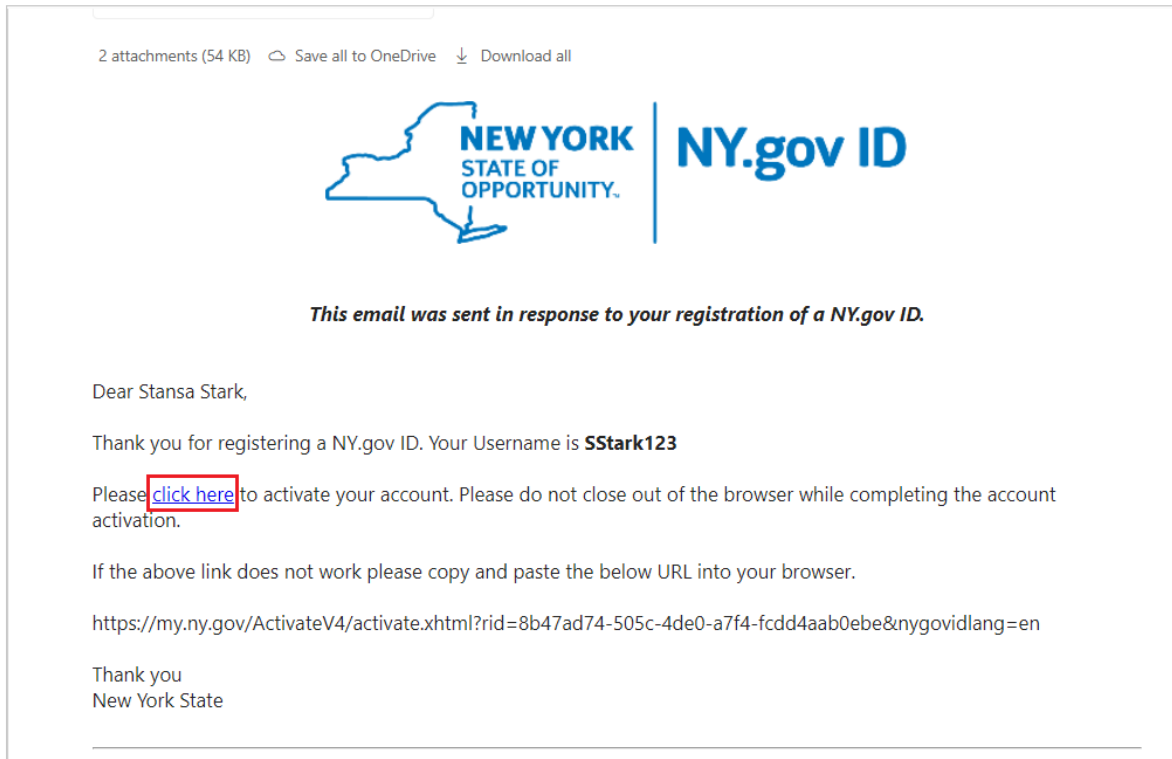 2 attachments (54 KB) Save all to OneDrive Download all
NEW YORK
STATE OF
OPPORTUNITY™
NY.gov ID
This email was sent in response to your registration of a NY.gov ID.
Dear Stansa Stark,
Thank you for registering a NY.gov ID. Your Username is SStark123
Please click here to activate your account. Please do not close out of the browser while completing the account
activation.
If the above link does not work please copy and paste the below URL into your browser.
https://my.ny.gov/ActivateV4/activate.xhtml?rid=8b47ad74-505c-4de0-a7f4-fcdd4aab0ebe&nygovidlang=en
Thank you
New York State